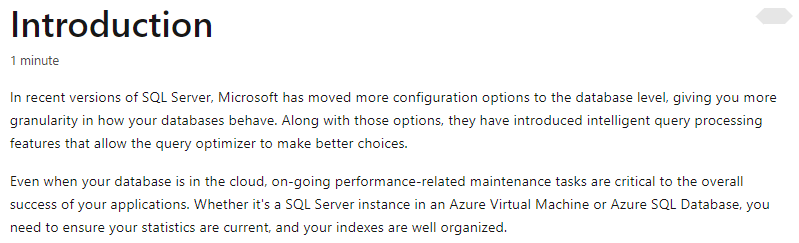 Introduction
1 minute
In recent versions of SQL Server, Microsoft has moved more configuration options to the database level, giving you more
granularity in how your databases behave. Along with those options, they have introduced intelligent query processing
features that allow the query optimizer to make better choices.
Even when your database is in the cloud, on-going performance-related maintenance tasks are critical to the overall
success of your applications. Whether it's a SQL Server instance in an Azure Virtual Machine or Azure SQL Database, you
need to ensure your statistics are current, and your indexes are well organized.